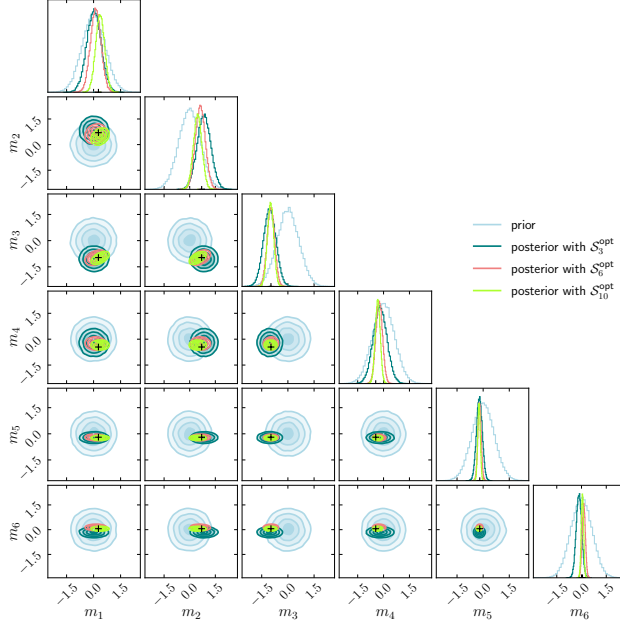 m₂
1.5
0.0
−1.5
m₃
1.5
0.0
−1.5
prior
posterior with 𝒮₃ᵒᵖᵗ
posterior with 𝒮₆ᵒᵖᵗ
posterior with 𝒮₁₀ᵒᵖᵗ
m₄
1.5
0.0
−1.5
m₅
1.5
0.0
−1.5
m₆
1.5
0.0
−1.5
−1.5 0.0 1.5 −1.5 0.0 1.5 −1.5 0.0 1.5 −1.5 0.0 1.5 −1.5 0.0 1.5 −1.5 0.0 1.5
m₁ m₂ m₃ m₄ m₅ m₆